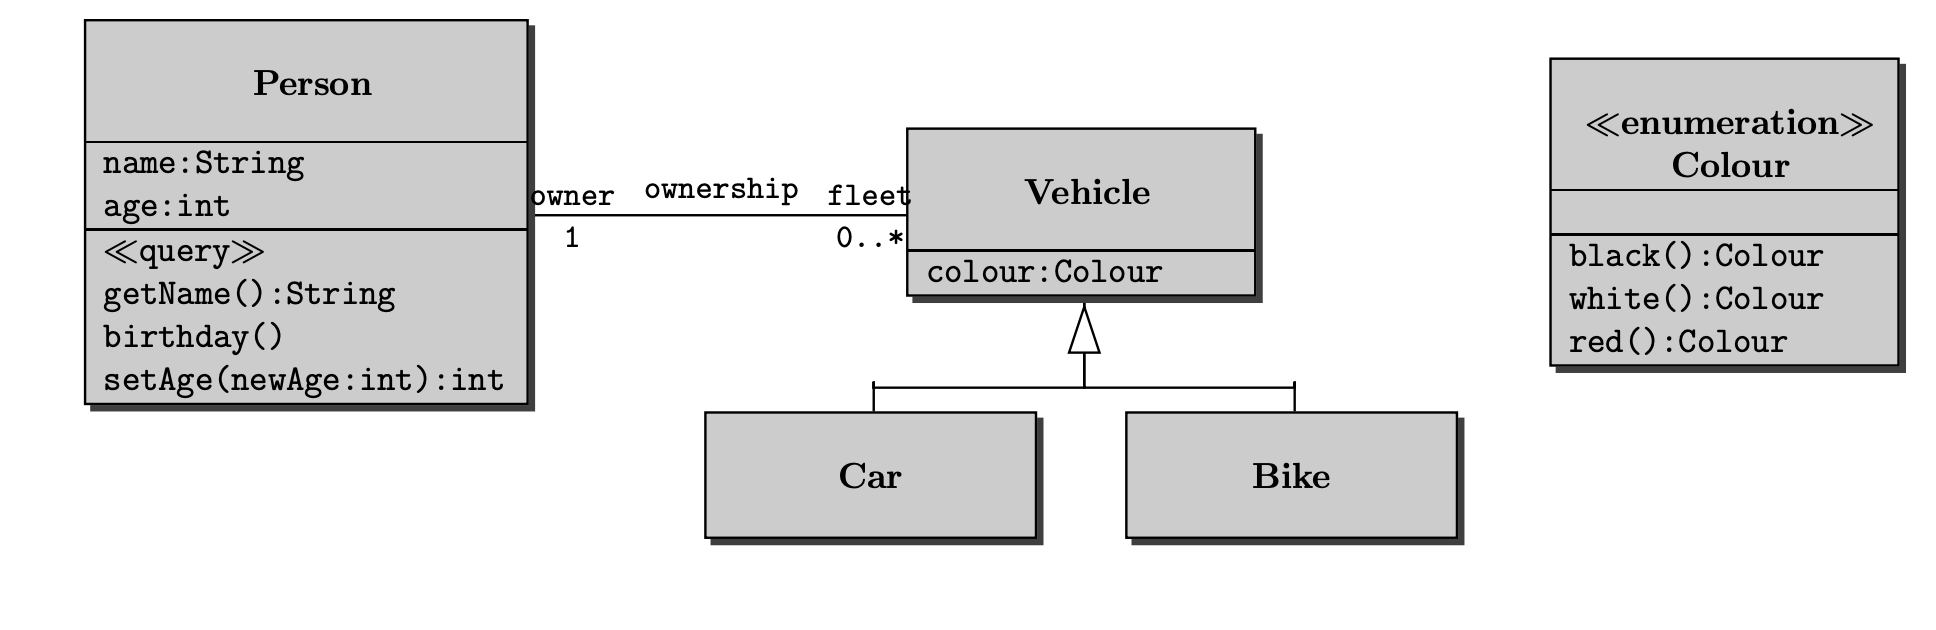 Person
name:String
age:int
≪query≫
getName():String
birthday()
setAge(newAge:int):int
owner
ownership
fleet
1
0..*
Vehicle
colour:Colour
≪enumeration≫
Colour
black():Colour
white():Colour
red():Colour
Car
Bike